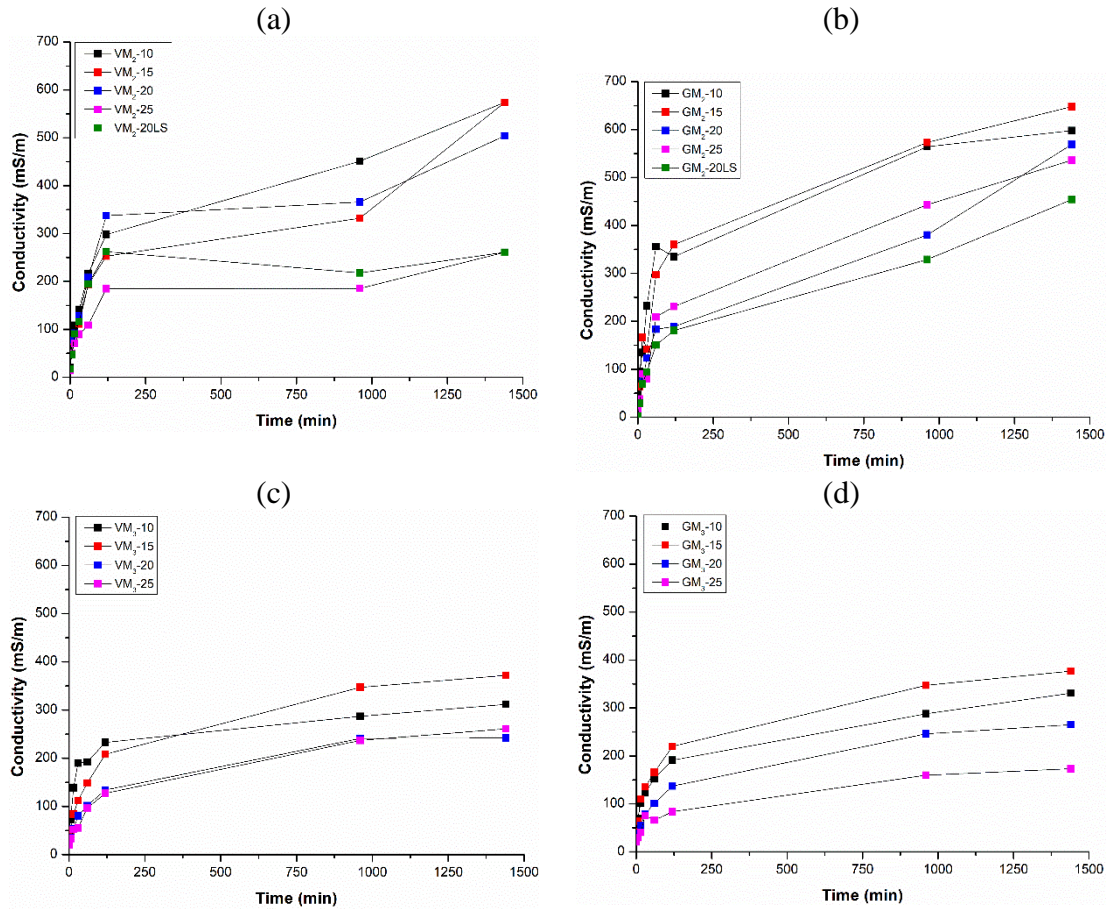 (a)
700
600
500
400
300
200
100
0
Conductivity (mS/m)
VM₂-10
VM₂-15
VM₂-20
VM₂-25
VM₂-20LS
0 250 500 750 1000 1250 1500
Time (min)
(b)
700
600
500
400
300
200
100
0
Conductivity (mS/m)
GM₂-10
GM₂-15
GM₂-20
GM₂-25
GM₂-20LS
0 250 500 750 1000 1250 1500
Time (min)
(c)
700
600
500
400
300
200
100
0
Conductivity (mS/m)
VM₃-10
VM₃-15
VM₃-20
VM₃-25
0 250 500 750 1000 1250 1500
Time (min)
(d)
700
600
500
400
300
200
100
0
Conductivity (mS/m)
GM₃-10
GM₃-15
GM₃-20
GM₃-25
0 250 500 750 1000 1250 1500
Time (min)